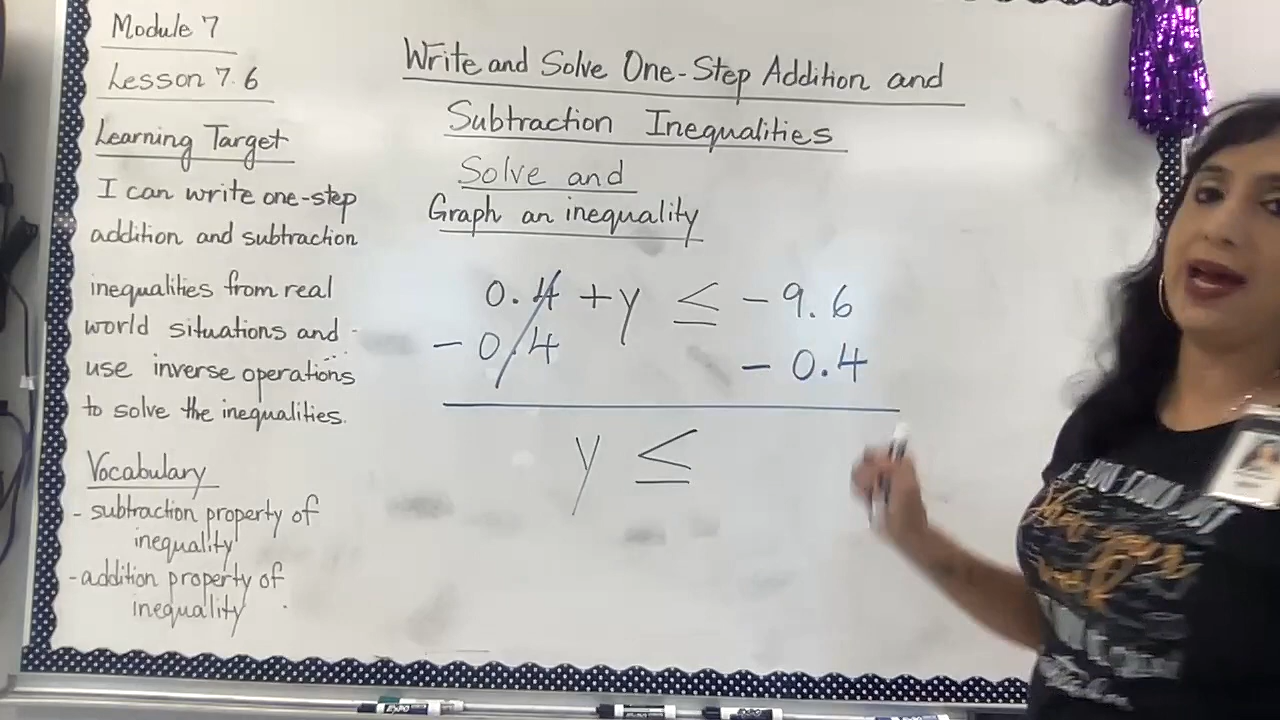 Module 7
Lesson 7.6
Learning Target
I can write one-step
addition and subtraction
inequalities from real
world situations and
use inverse operations
to solve the inequalities.
Vocabulary
- subtraction property of
inequality
- addition property of
inequality
Write and Solve One-Step Addition and
Subtraction Inequalities
Solve and
Graph an inequality
0.4 + y ≤ - 9.6
- 0.4 - 0.4
y ≤
EXPO
EXPO
EXPO